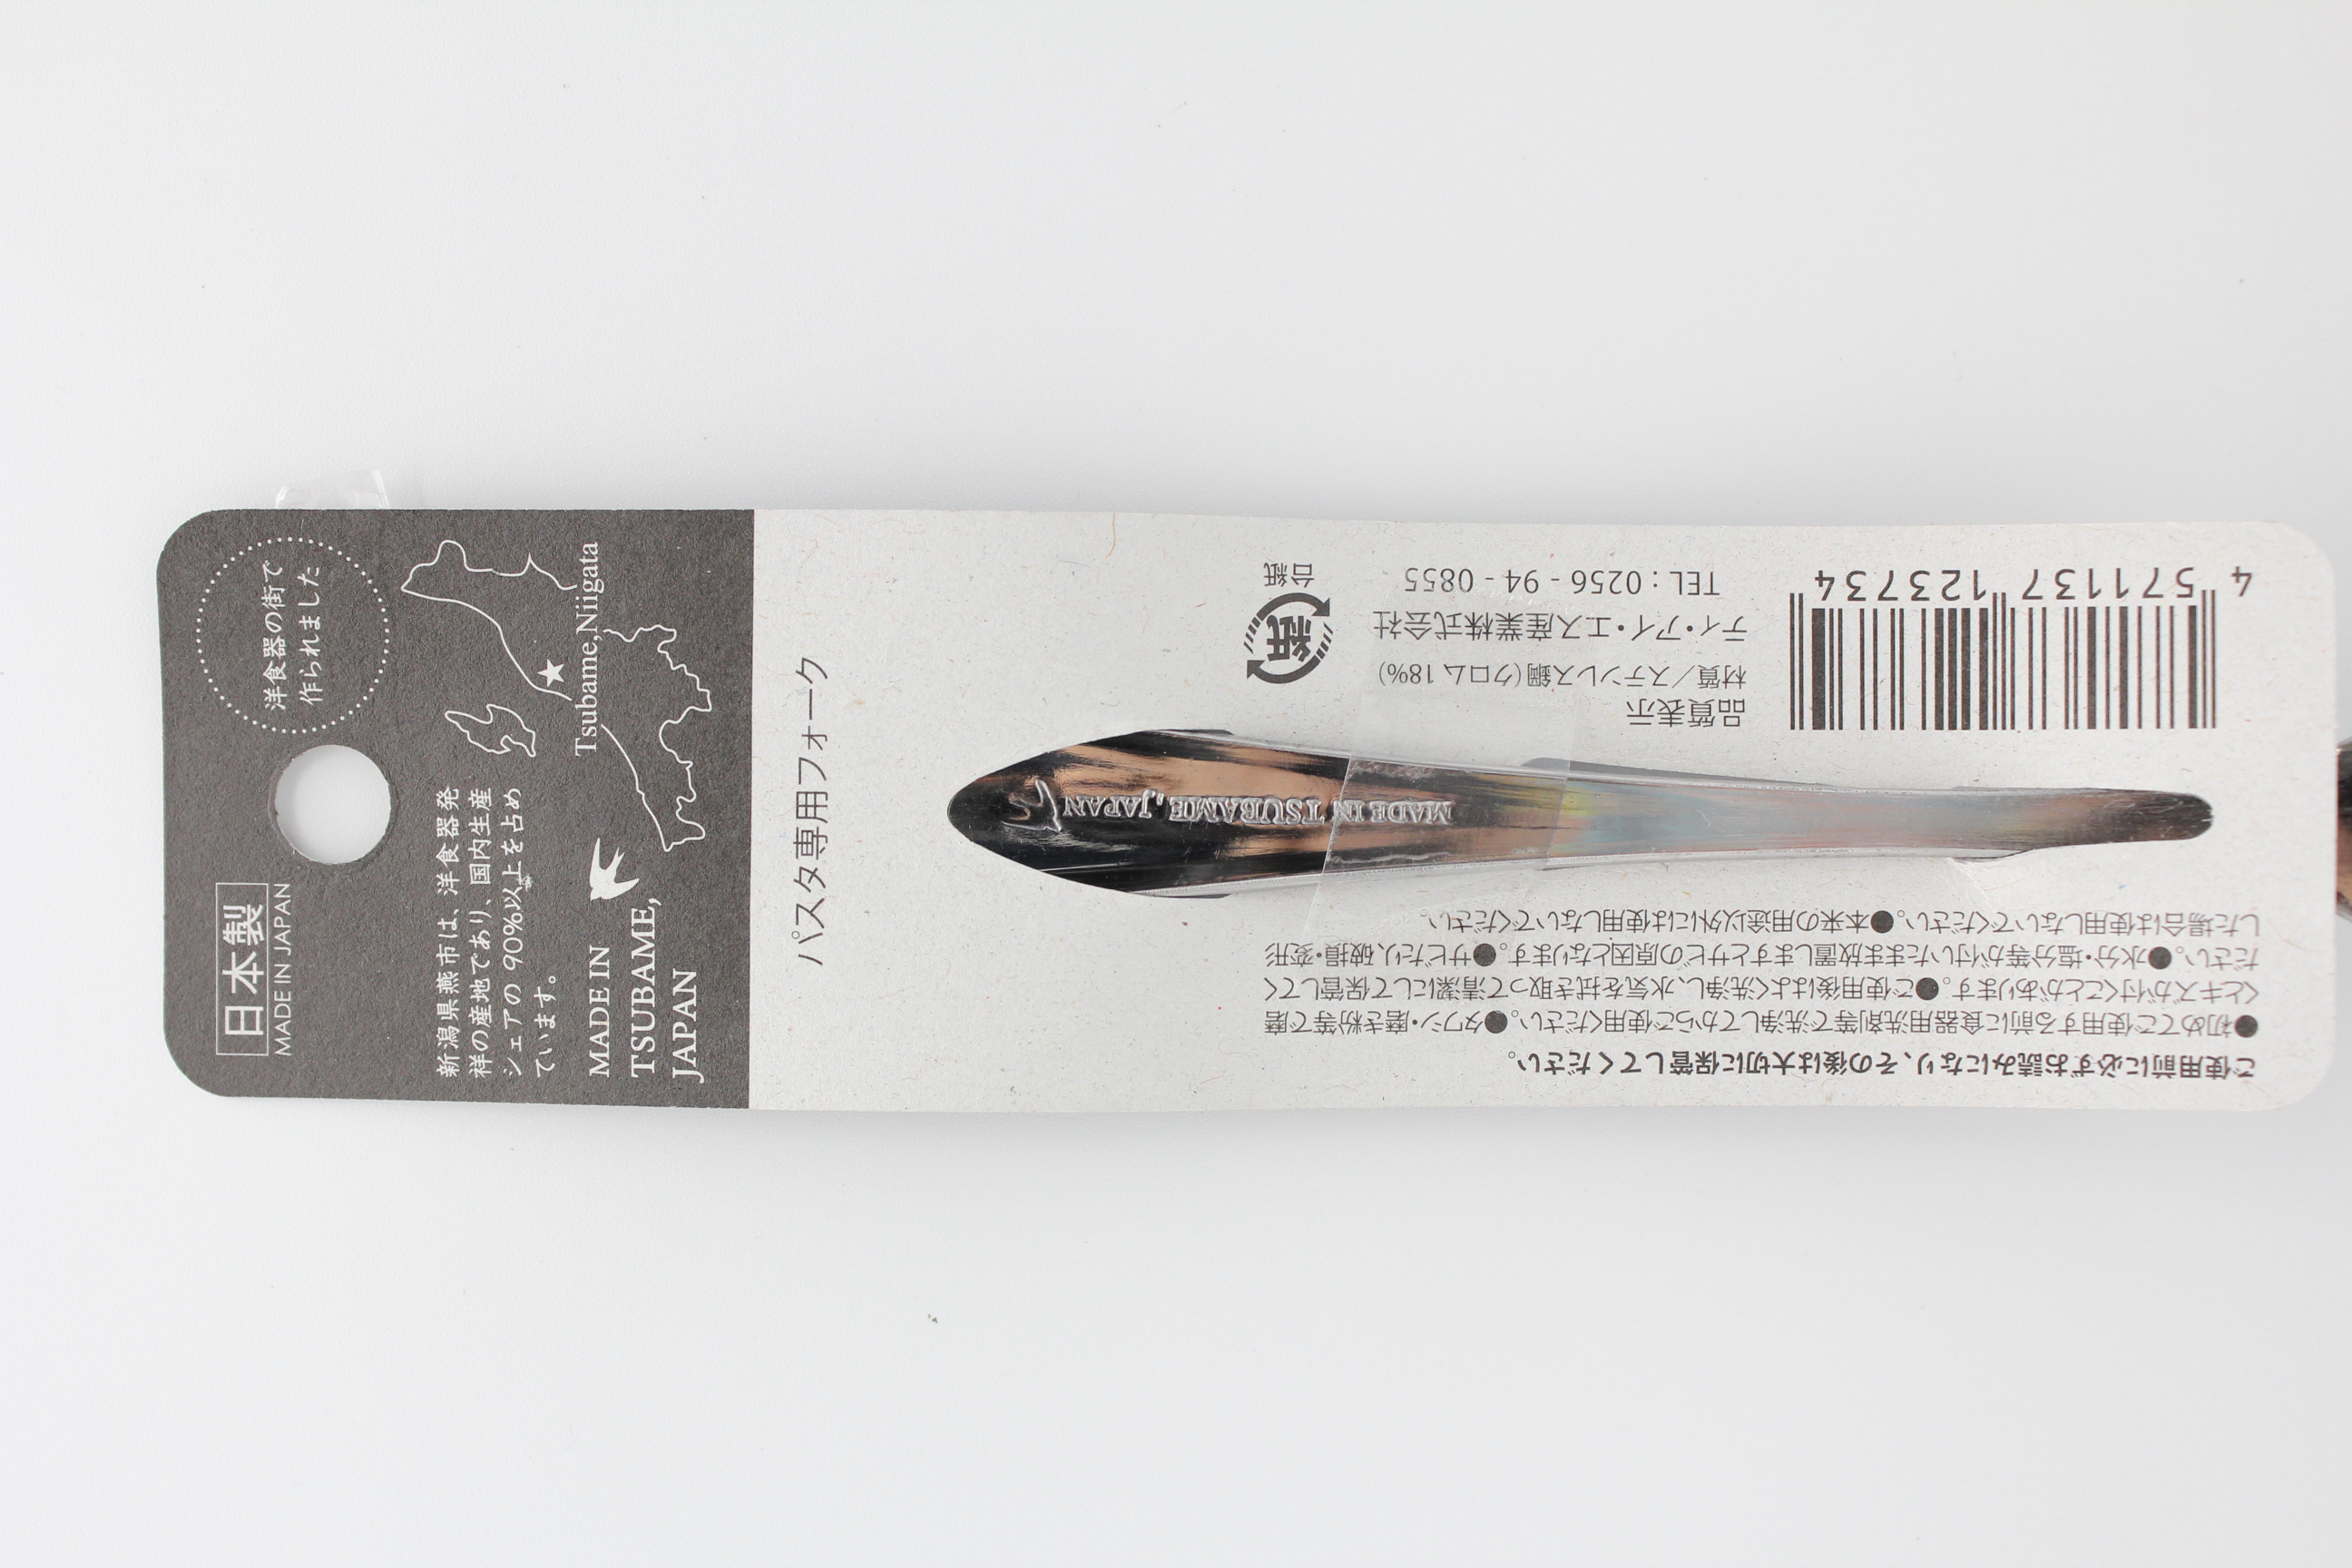 日本製
MADE IN JAPAN
洋食器の街で
作られました
新潟県燕市は、洋食器発
祥の産地であり、国内生産
シェアの90%以上を占め
ています。
Tsubame,Niigata
MADE IN
TSUBAME,
JAPAN
パスタ専用フォーク
MADE IN TSUBAME, JAPAN
ご使用前に必ずお読みになり、その後は大切に保管してください。
●初めてご使用する前に食器用洗剤等で洗浄してからご使用ください。●タワシ・磨き粉等で磨
くとキズが付くことがあります。●ご使用後はよく洗浄し、水気を拭き取って清潔にして保管してく
ださい。●水分・塩分等が付いたまま放置しますとサビの原因となります。●サビたり、破損・変形
した場合は使用しないでください。●本来の用途以外には使用しないでください。
品質表示
材質／ステンレス鋼(クロム18%)
ティ・アイ・エス産業株式会社
TEL：0256 - 94 - 0855
紙
台紙
4 571137 123734